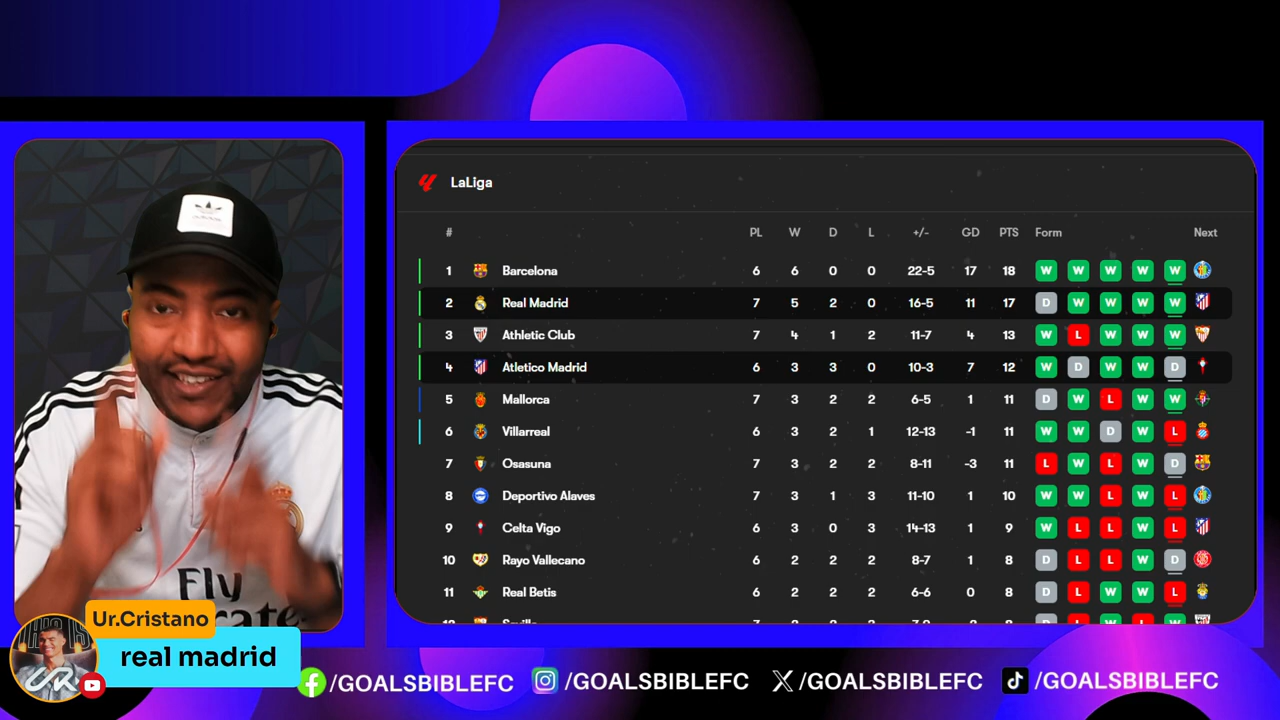 LaLiga
# PL W D L +/- GD PTS Form Next
1 Barcelona 6 6 0 0 22-5 17 18 W W W W W
2 Real Madrid 7 5 2 0 16-5 11 17 D W W W W
3 Athletic Club 7 4 1 2 11-7 4 13 W L W W W
4 Atletico Madrid 6 3 3 0 10-3 7 12 W D W W D
5 Mallorca 7 3 2 2 6-5 1 11 D W L W W
6 Villarreal 6 3 2 1 12-13 -1 11 W W D W L
7 Osasuna 7 3 2 2 8-11 -3 11 L W L W D
8 Deportivo Alaves 7 3 1 3 11-10 1 10 W W L W L
9 Celta Vigo 6 3 0 3 14-13 1 9 W L L W L
10 Rayo Vallecano 6 2 2 2 8-7 1 8 D L L W D
11 Real Betis 6 2 2 2 6-6 0 8 D L W W L
Fly
Emirates
Ur.Cristano
real madrid
/GOALSBIBLEFC /GOALSBIBLEFC /GOALSBIBLEFC /GOALSBIBLEFC